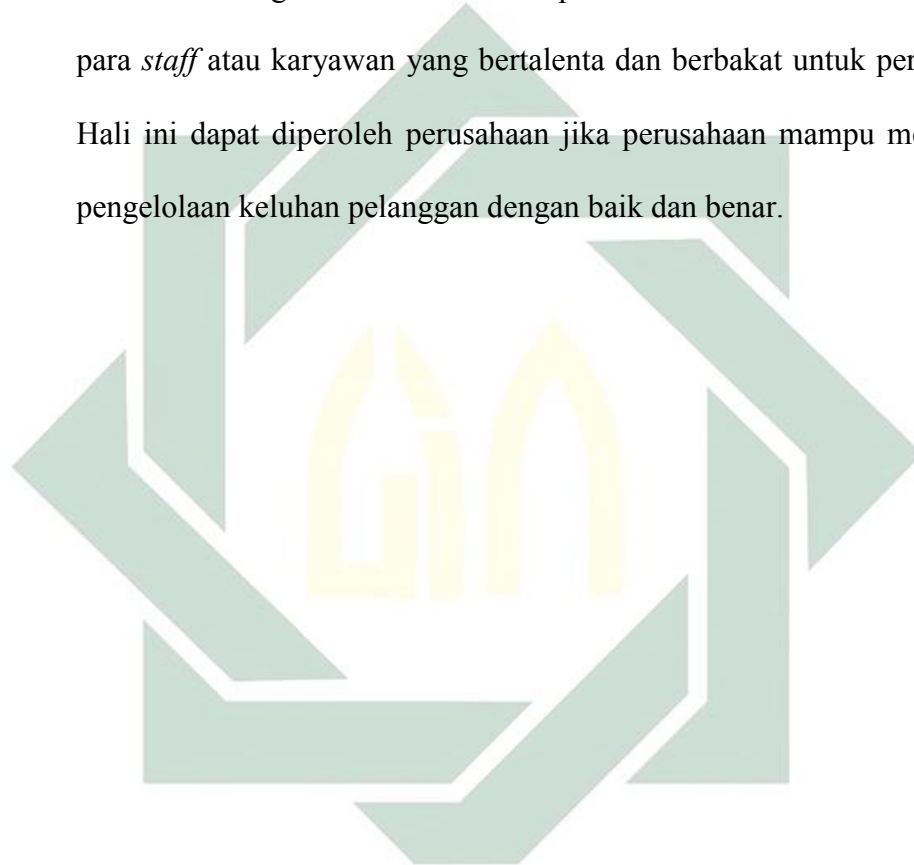 para staff atau karyawan yang bertalenta dan berbakat untuk
Hali ini dapat diperoleh perusahaan jika perusahaan mampu
pengelolaan keluhan pelanggan dengan baik dan benar.